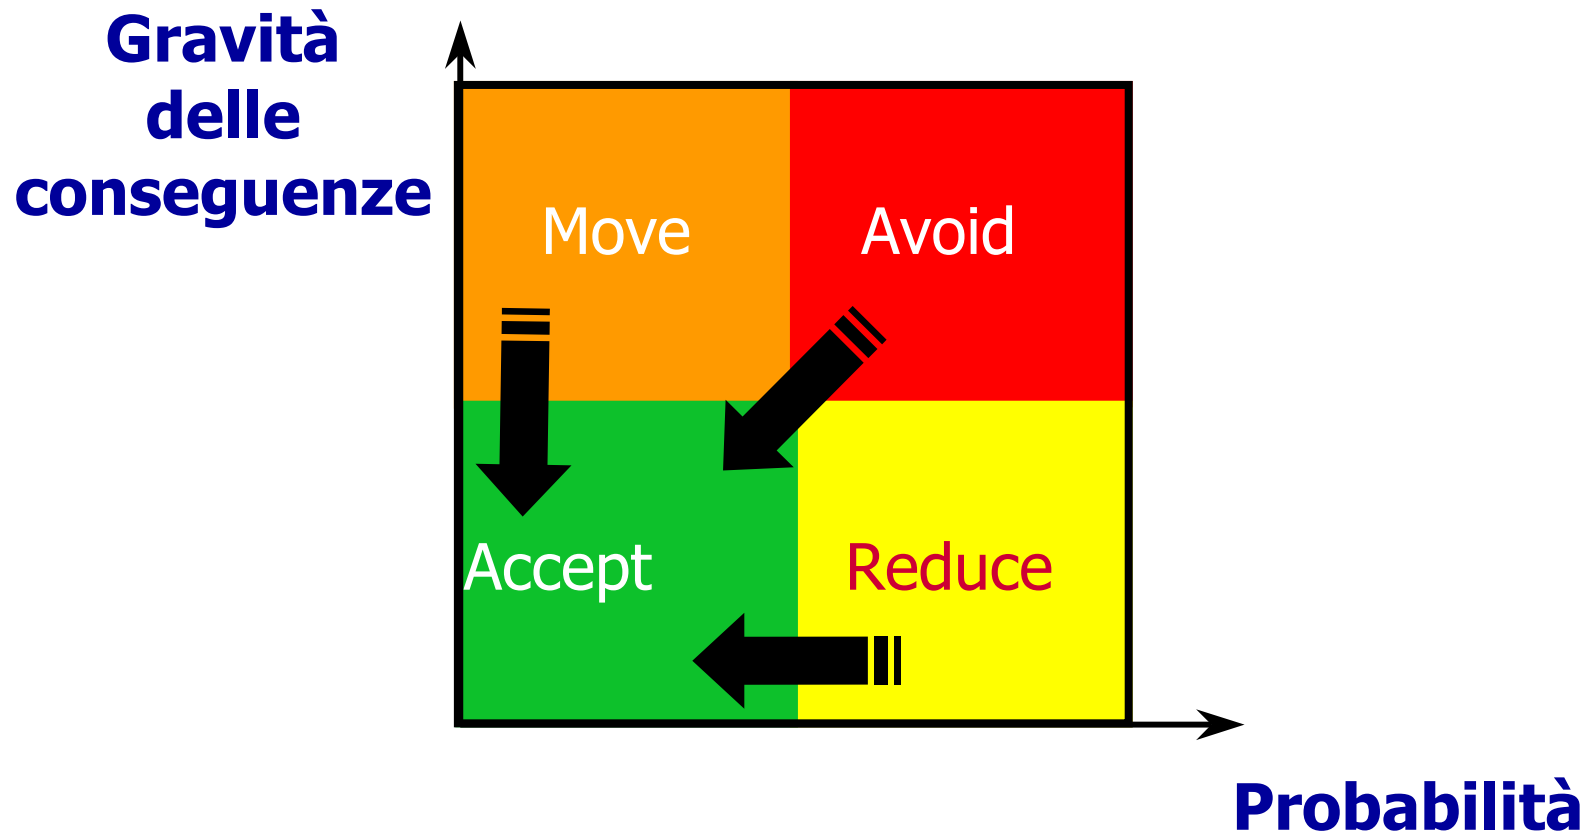 Gravità
delle
conseguenze
Move
Avoid
Accept
Reduce
Probabilità